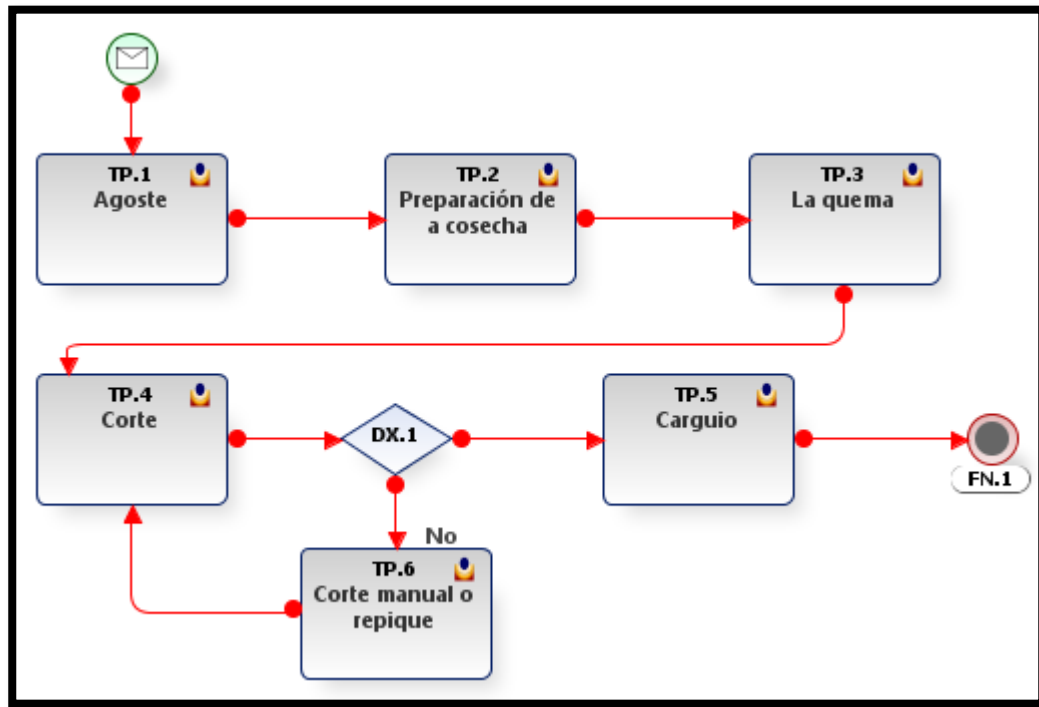 TP.1
Agoste
TP.2
Preparación de
a cosecha
TP.3
La quema
TP.4
Corte
DX.1
TP.5
Carguio
FN.1
No
TP.6
Corte manual o
repique